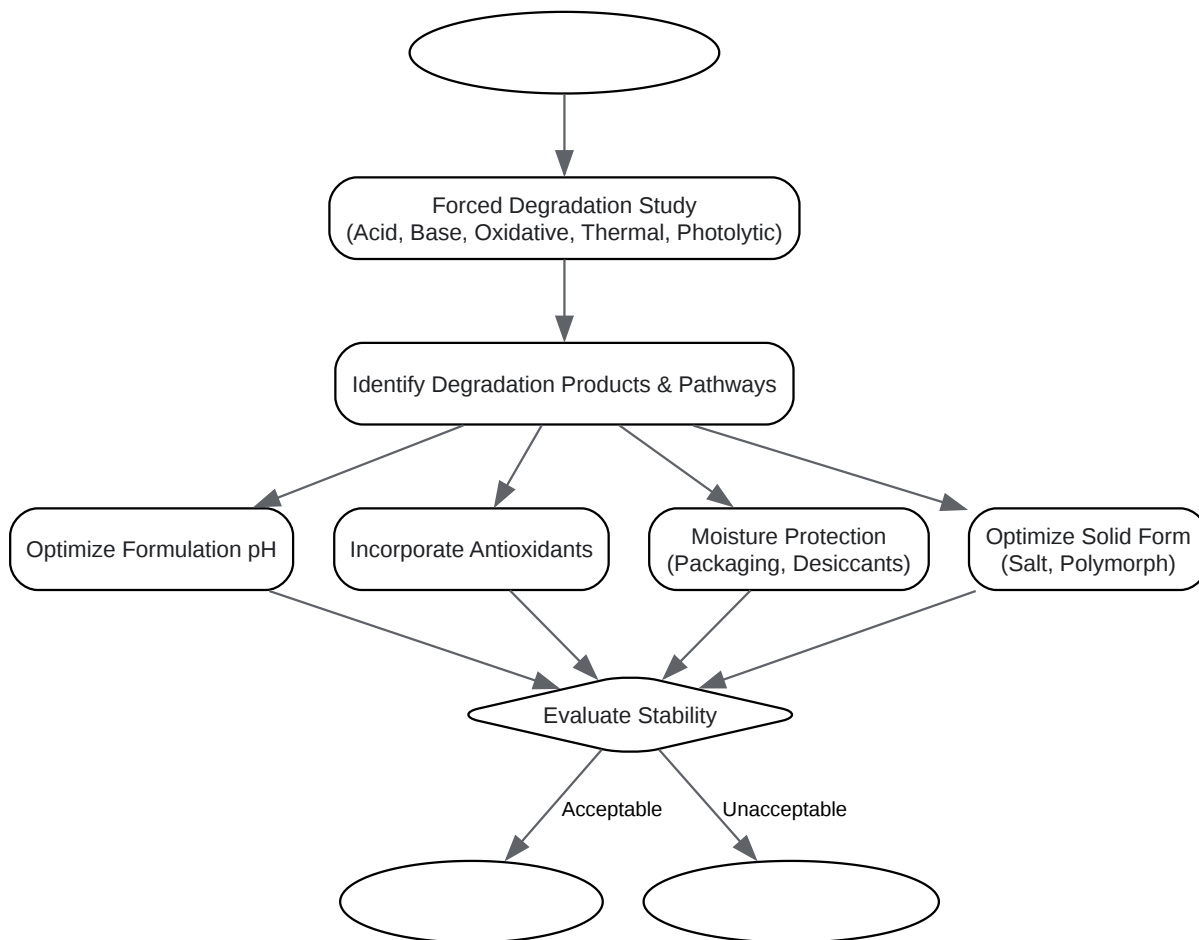 Forced Degradation Study
(Acid, Base, Oxidative, Thermal, Photolytic)
Identify Degradation Products & Pathways
Optimize Formulation pH
Incorporate Antioxidants
Moisture Protection
(Packaging, Desiccants)
Optimize Solid Form
(Salt, Polymorph)
Evaluate Stability
Acceptable
Unacceptable